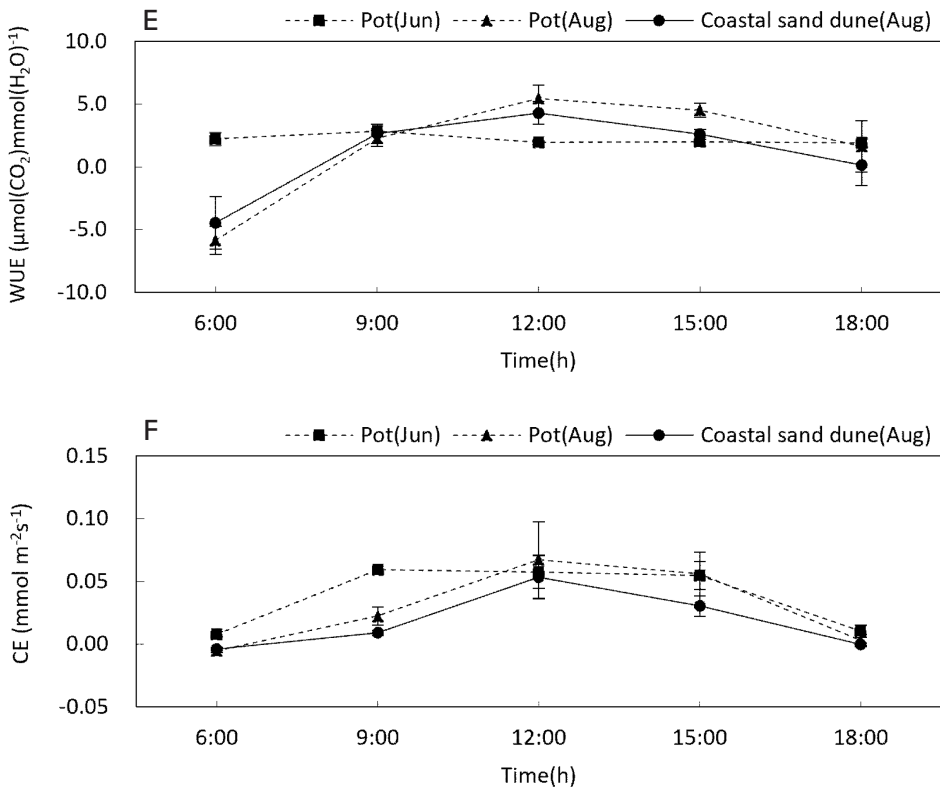 E
Pot(Jun) Pot(Aug) Coastal sand dune(Aug)
10.0
5.0
0.0
-5.0
-10.0
WUE (μmol(CO₂)mmol(H₂O)⁻¹)
6:00 9:00 12:00 15:00 18:00
Time(h)
F
Pot(Jun) Pot(Aug) Coastal sand dune(Aug)
0.15
0.10
0.05
0.00
-0.05
CE (mmol m⁻²s⁻¹)
6:00 9:00 12:00 15:00 18:00
Time(h)